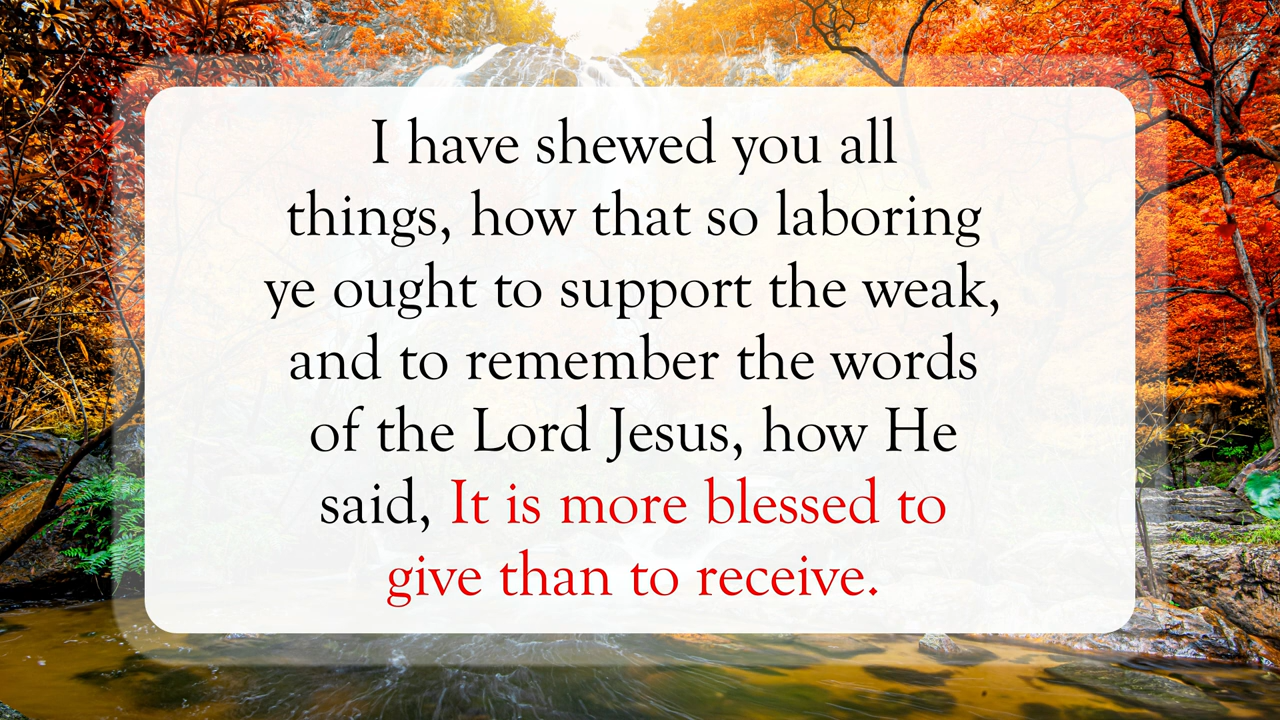 I have shewed you all
things, how that so laboring
ye ought to support the weak,
and to remember the words
of the Lord Jesus, how He
said, It is more blessed to
give than to receive.